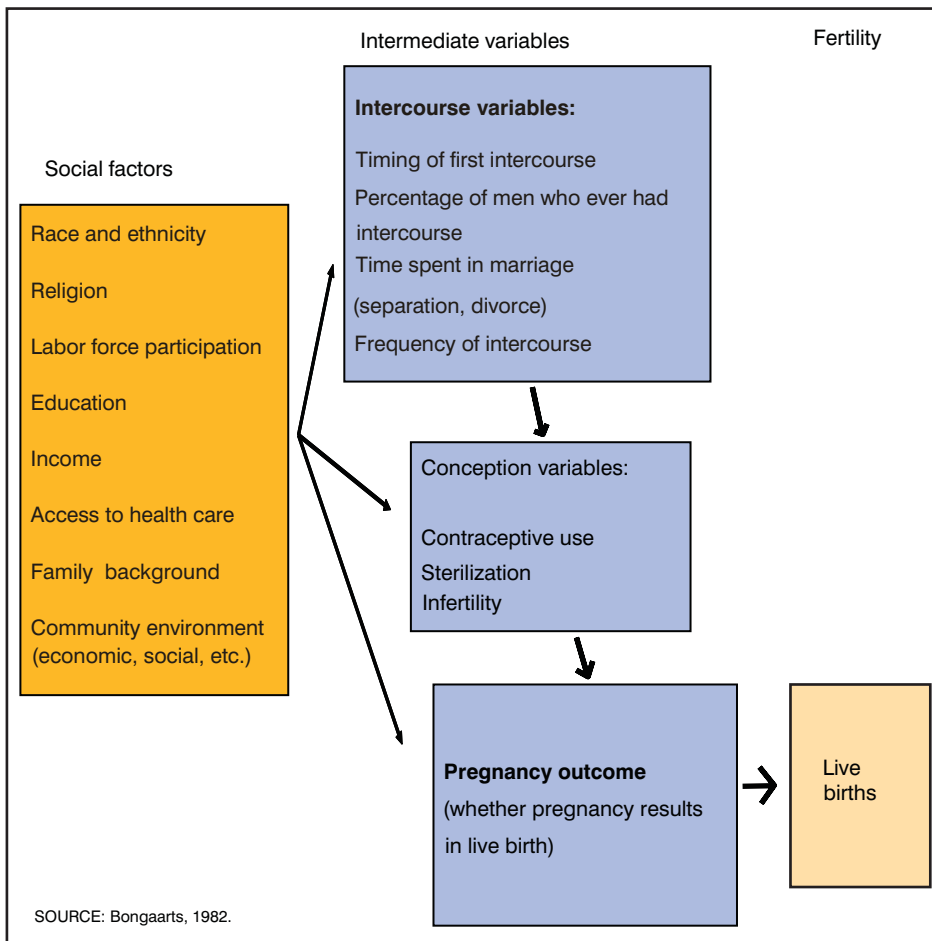 Intermediate variables
Fertility
Social factors
Race and ethnicity
Religion
Labor force participation
Education
Income
Access to health care
Family background
Community environment
(economic, social, etc.)
Intercourse variables:
Timing of first intercourse
Percentage of men who ever had
intercourse
Time spent in marriage
(separation, divorce)
Frequency of intercourse
Conception variables:
Contraceptive use
Sterilization
Infertility
Pregnancy outcome
(whether pregnancy results
in live birth)
Live
births
SOURCE: Bongaarts, 1982.